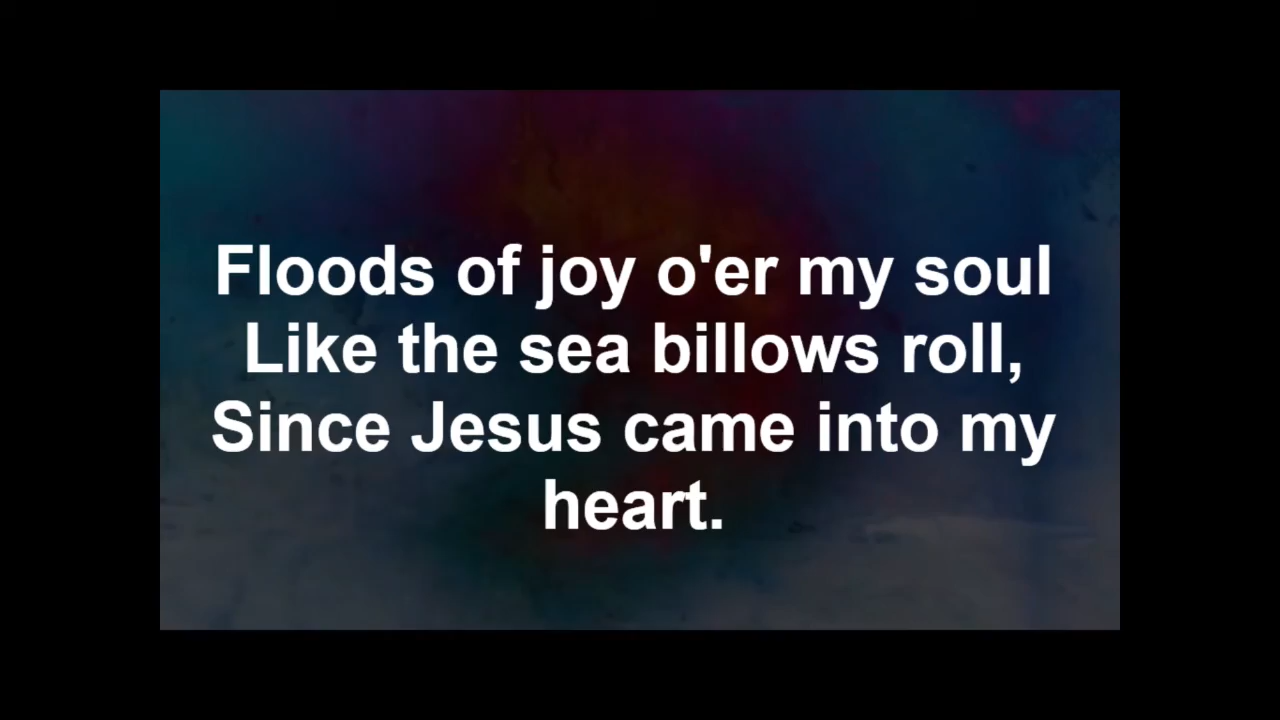 Floods of joy o'er my soul
Like the sea billows roll,
Since Jesus came into my
heart.